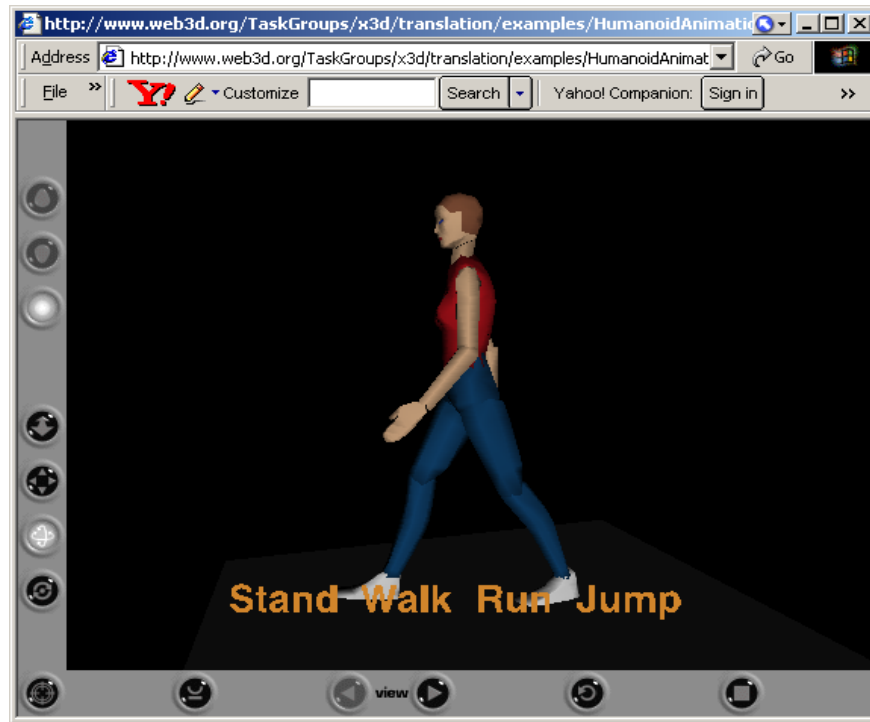 http://www.web3d.org/TaskGroups/x3d/translation/examples/HumanoidAnimatic
Address http://www.web3d.org/TaskGroups/x3d/translation/examples/HumanoidAnimat Go
File » Y! Customize Search Yahoo! Companion: Sign in »
Stand Walk Run Jump
view